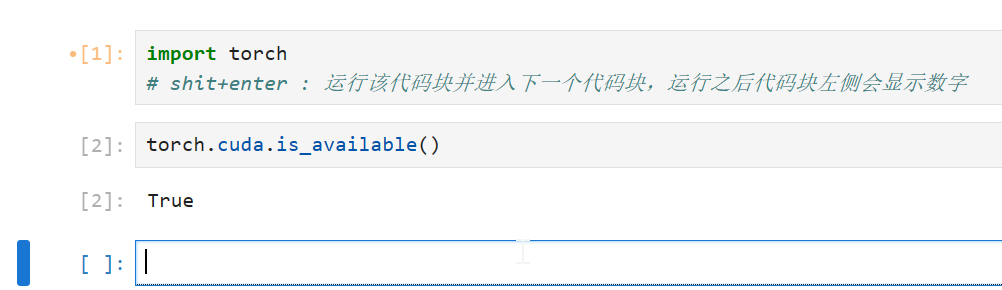 [1]: import torch
# shit+enter : 运行该代码块并进入下一个代码块，运行之后代码块左侧会显示数字
[2]: torch.cuda.is_available()
[2]: True
[ ]: